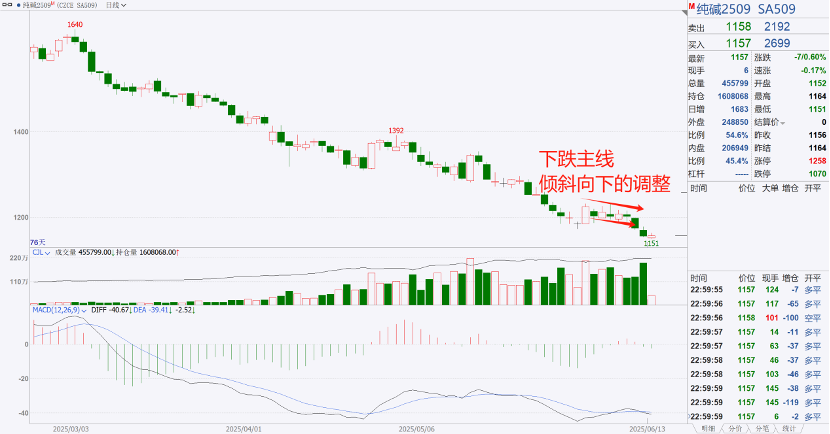 纯碱2509 M (CZCE SA509) 日线
1640
1400
1392
下跌主线
倾斜向下的调整
1200
76天
1151
CJL 成交量 455799.00↓ 持仓量 1608068.00↑
220万
110万
MACD(12,26,9) DIFF -40.67↓ DEA -39.41↓ -2.52↓
0
-40
2025/03/03 2025/04/01 2025/05/06 2025/06/13
M 纯碱2509 SA509
卖出 1158 2192
买入 1157 2699
最新 1157 涨跌 -7/0.60%
现手 6 速涨 -0.17%
总量 455799 开盘 1152
持仓 1608068 最高 1164
日增 1683 最低 1151
外盘 248850 结算价 0
比例 54.6% 昨收 1156
内盘 206949 昨结 1164
比例 45.4% 涨停 1258
杠杆 ----- 跌停 1070
时间 价位 大单 增仓 开平
时间 价位 现手 增仓 开平
22:59:55 1157 124 -7 多平
22:59:56 1157 117 -65 多平
22:59:56 1158 101 -100 空平
22:59:57 1157 14 -11 多平
22:59:57 1157 63 -37 多平
22:59:58 1157 46 -37 多平
22:59:58 1157 103 -46 多平
22:59:59 1157 145 -38 多平
22:59:59 1157 145 -119 多平
22:59:59 1157 6 -2 多平
明细 分价 分笔 统计